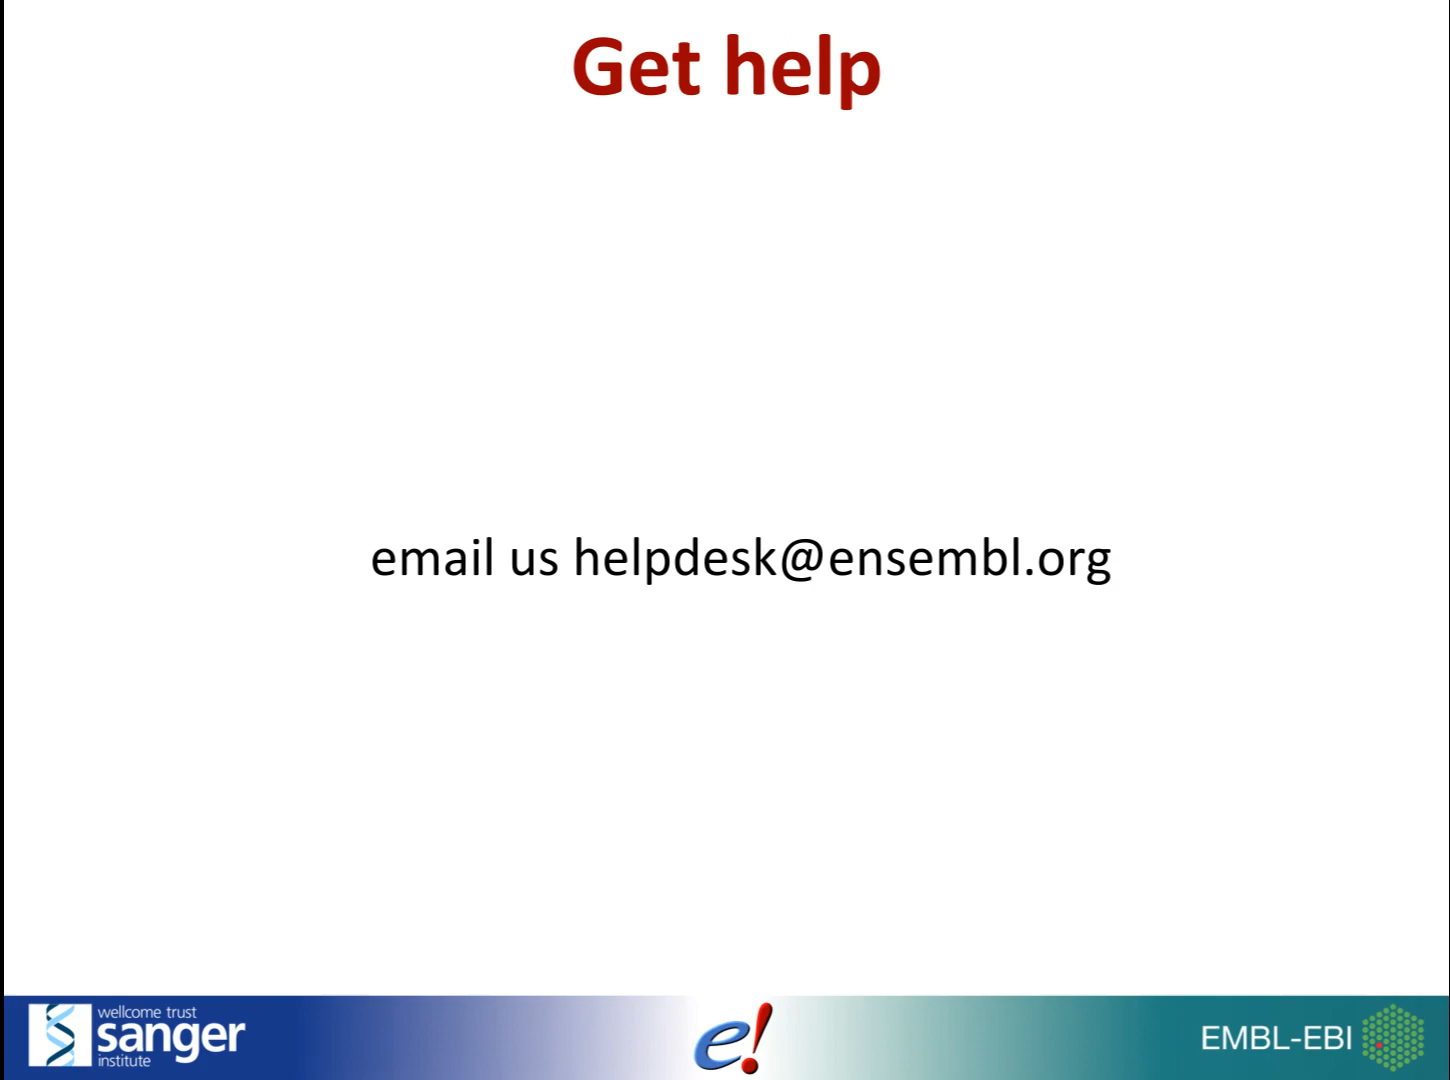 Get help
email us helpdesk@ensembl.org
wellcome trust
sanger
institute
e!
EMBL-EBI